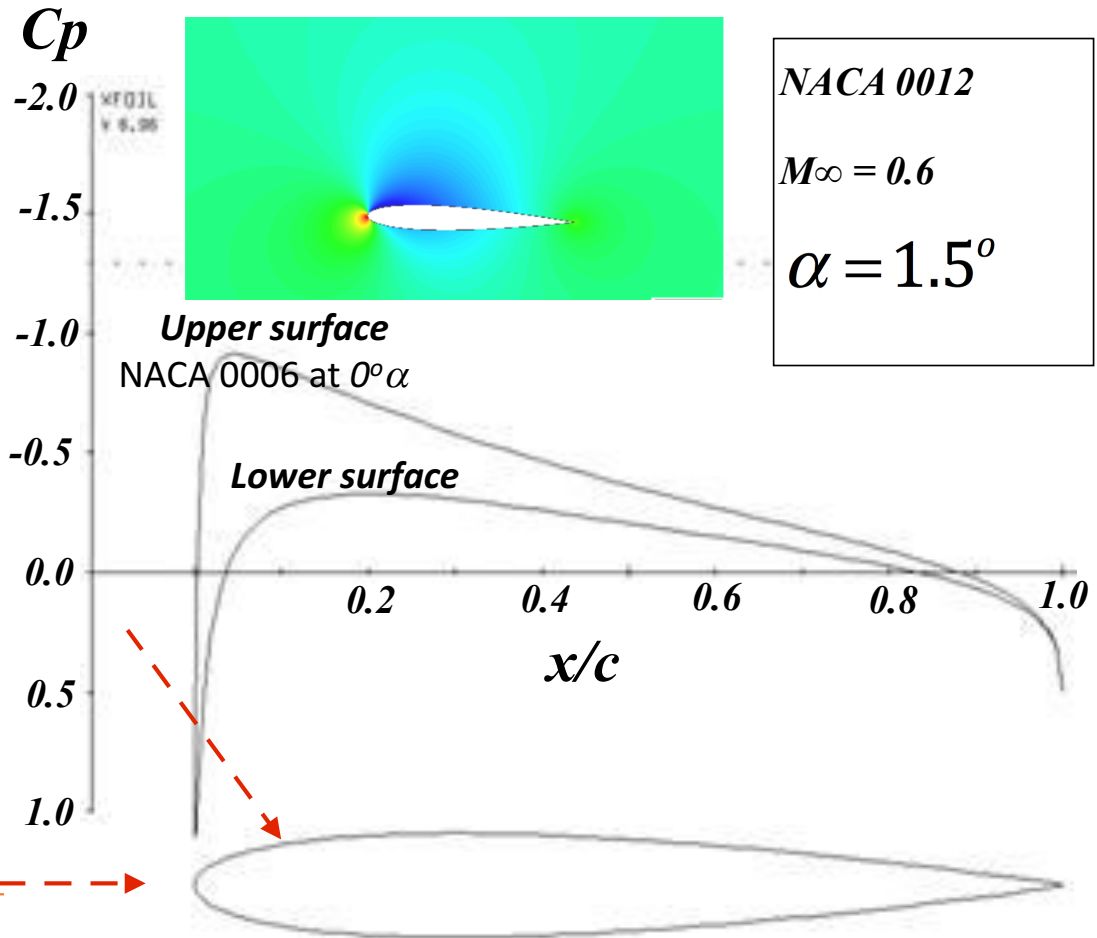 Cp
-2.0
XFOIL
V 6.96
NACA 0012
M∞ = 0.6
α = 1.5º
-1.5
-1.0
Upper surface
NACA 0006 at 0ºα
-0.5
Lower surface
0.0
0.2 0.4 0.6 0.8 1.0
x/c
0.5
1.0